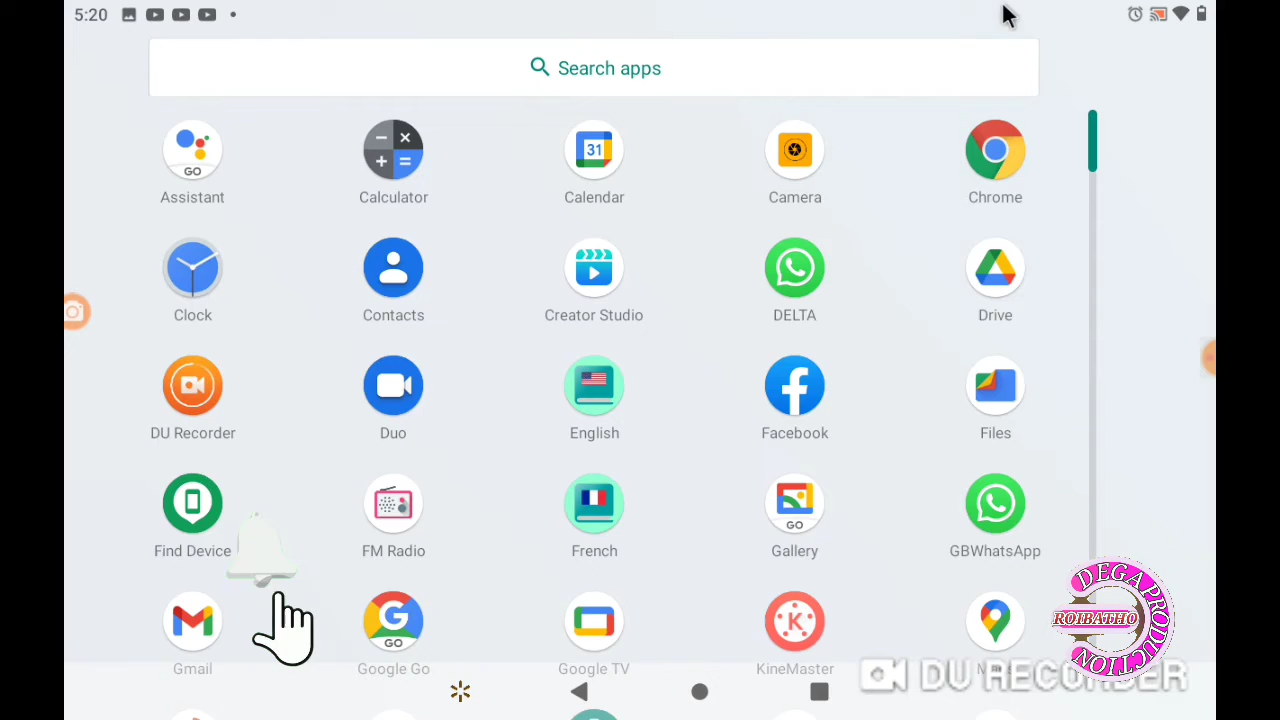 5:20
Search apps
GO
Assistant
Calculator
31
Calendar
Camera
Chrome
Clock
Contacts
Creator Studio
DELTA
Drive
DU Recorder
Duo
English
Facebook
Files
Find Device
FM Radio
French
GO
Gallery
GBWhatsApp
Gmail
G
GO
Google Go
Google TV
K
KineMaster
DEGA PRODUCTION
ROIBATHO
DU RECORDER